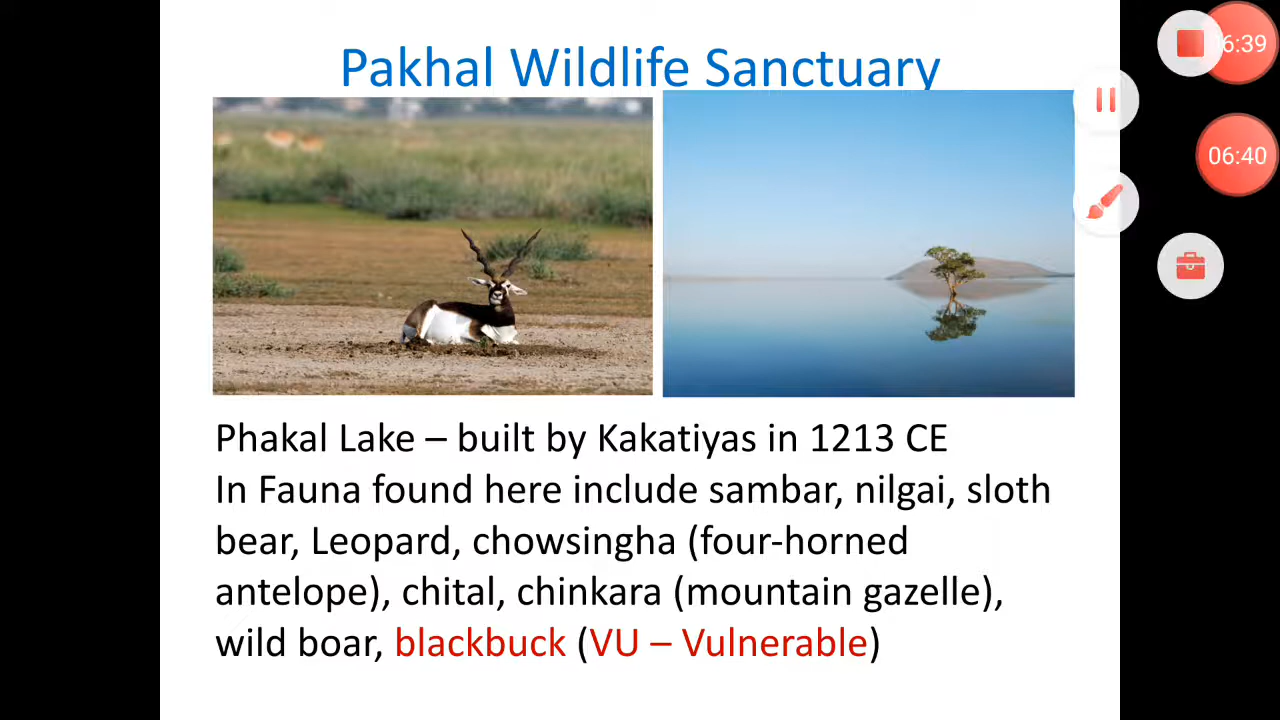 Pakhal Wildlife Sanctuary
6:39
06:40
Phakal Lake – built by Kakatiyas in 1213 CE
In Fauna found here include sambar, nilgai, sloth
bear, Leopard, chowsingha (four-horned
antelope), chital, chinkara (mountain gazelle),
wild boar, blackbuck (VU – Vulnerable)